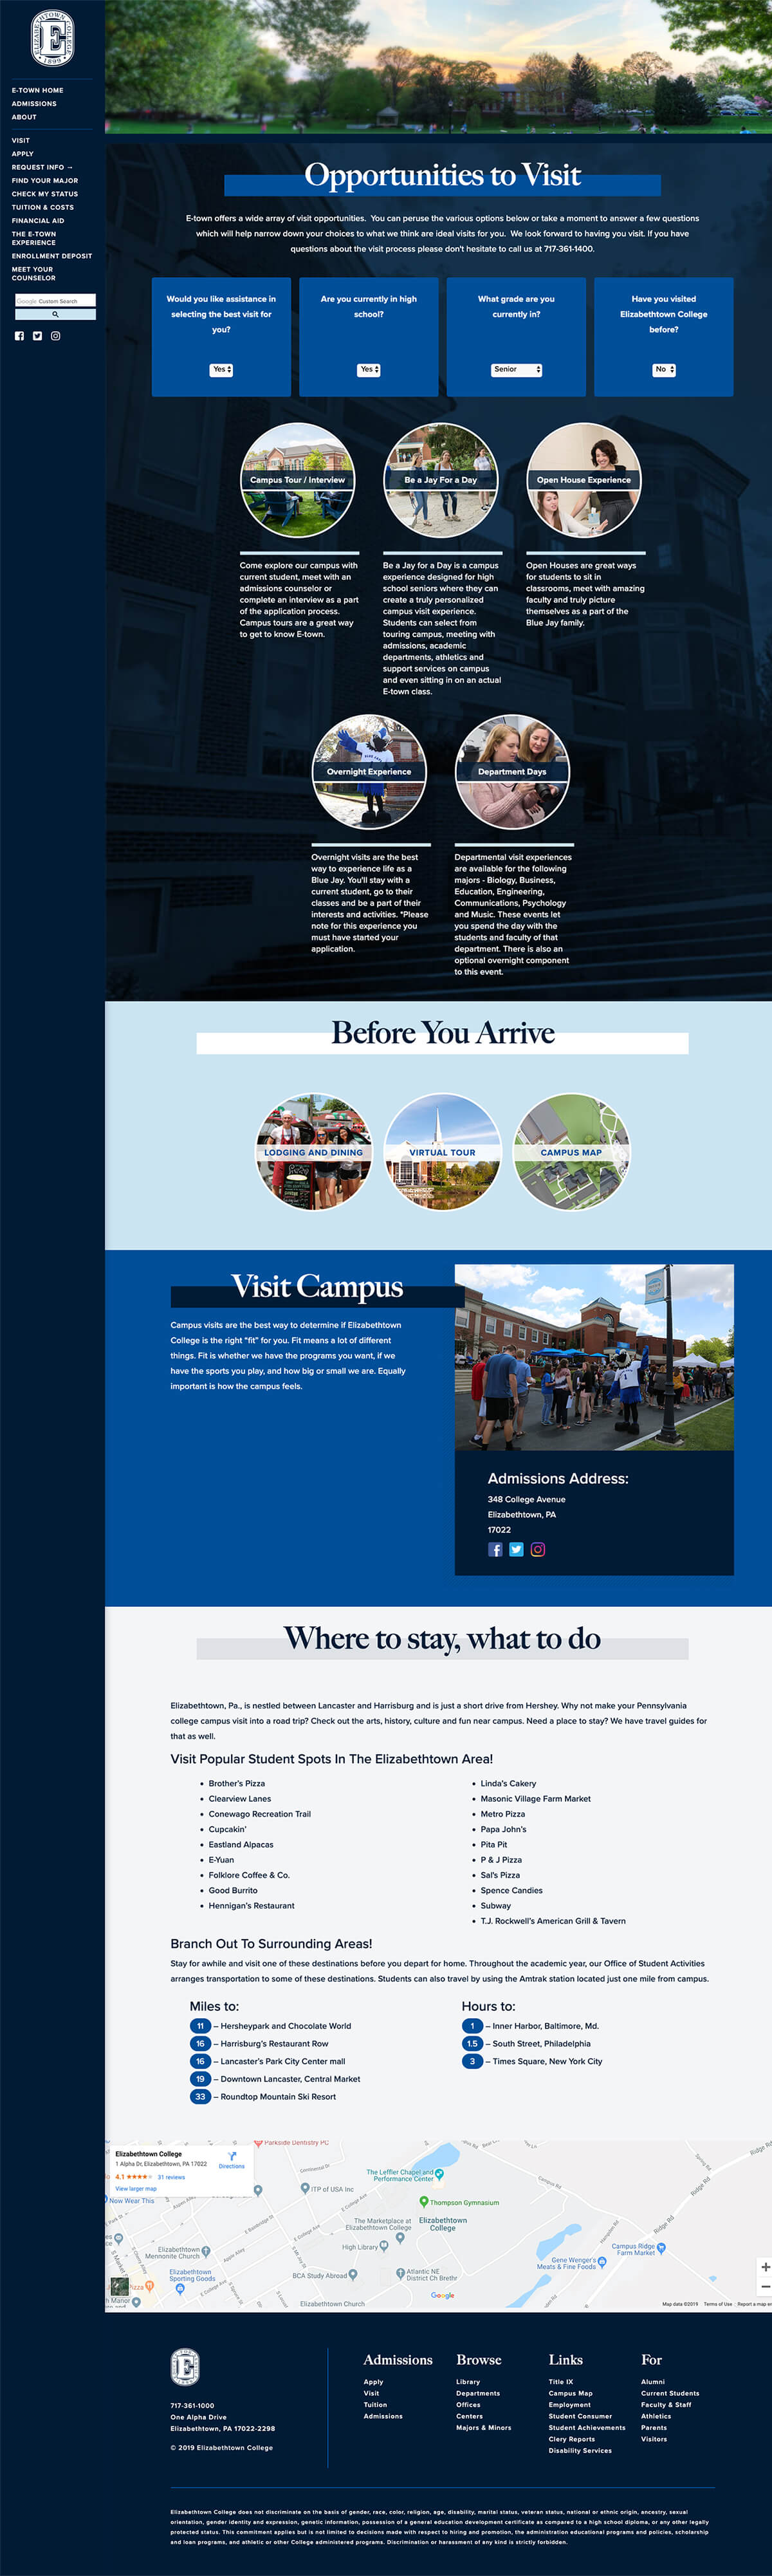 ELIZABETHTOWN COLLEGE
E
1899
E-TOWN HOME
ADMISSIONS
ABOUT
VISIT
APPLY
REQUEST INFO →
FIND YOUR MAJOR
CHECK MY STATUS
TUITION & COSTS
FINANCIAL AID
THE E-TOWN
EXPERIENCE
ENROLLMENT DEPOSIT
MEET YOUR
COUNSELOR
Google Custom Search
Opportunities to Visit
E-town offers a wide array of visit opportunities. You can peruse the various options below or take a moment to answer a few questions
which will help narrow down your choices to what we think are ideal visits for you. We look forward to having you visit. If you have
questions about the visit process please don't hesitate to call us at 717-361-1400.
Would you like assistance in
selecting the best visit for
you?
Yes
Are you currently in high
school?
Yes
What grade are you
currently in?
Senior
Have you visited
Elizabethtown College
before?
No
Campus Tour / Interview
Come explore our campus with
current student, meet with an
admissions counselor or
complete an interview as a part
of the application process.
Campus tours are a great way
to get to know E-town.
Be a Jay For a Day
Be a Jay for a Day is a campus
experience designed for high
school seniors where they can
create a truly personalized
campus visit experience.
Students can select from
touring campus, meeting with
admissions, academic
departments, athletics and
support services on campus
and even sitting in on an actual
E-town class.
Open House Experience
Open Houses are great ways
for students to sit in
classrooms, meet with amazing
faculty and truly picture
themselves as a part of the
Blue Jay family.
Overnight Experience
Overnight visits are the best
way to experience life as a
Blue Jay. You'll stay with a
current student, go to their
classes and be a part of their
interests and activities. *Please
note for this experience you
must have started your
application.
Department Days
Departmental visit experiences
are available for the following
majors - Biology, Business,
Education, Engineering,
Communications, Psychology
and Music. These events let
you spend the day with the
students and faculty of that
department. There is also an
optional overnight component
to this event.
Before You Arrive
LODGING AND DINING
VIRTUAL TOUR
CAMPUS MAP
Visit Campus
Campus visits are the best way to determine if Elizabethtown
College is the right "fit" for you. Fit means a lot of different
things. Fit is whether we have the programs you want, if we
have the sports you play, and how big or small we are. Equally
important is how the campus feels.
Admissions Address:
348 College Avenue
Elizabethtown, PA
17022
Where to stay, what to do
Elizabethtown, Pa., is nestled between Lancaster and Harrisburg and is just a short drive from Hershey. Why not make your Pennsylvania
college campus visit into a road trip? Check out the arts, history, culture and fun near campus. Need a place to stay? We have travel guides for
that as well.
Visit Popular Student Spots In The Elizabethtown Area!
• Brother's Pizza
• Clearview Lanes
• Conewago Recreation Trail
• Cupcakin'
• Eastland Alpacas
• E-Yuan
• Folklore Coffee & Co.
• Good Burrito
• Hennigan's Restaurant
• Linda's Cakery
• Masonic Village Farm Market
• Metro Pizza
• Papa John's
• Pita Pit
• P & J Pizza
• Sal's Pizza
• Spence Candies
• Subway
• T.J. Rockwell's American Grill & Tavern
Branch Out To Surrounding Areas!
Stay for awhile and visit one of these destinations before you depart for home. Throughout the academic year, our Office of Student Activities
arranges transportation to some of these destinations. Students can also travel by using the Amtrak station located just one mile from campus.
Miles to:
11 – Hersheypark and Chocolate World
16 – Harrisburg's Restaurant Row
16 – Lancaster's Park City Center mall
19 – Downtown Lancaster, Central Market
33 – Roundtop Mountain Ski Resort
Hours to:
1 – Inner Harbor, Baltimore, Md.
1.5 – South Street, Philadelphia
3 – Times Square, New York City
Elizabethtown College
1 Alpha Dr, Elizabethtown, PA 17022
Directions
4.1 ★★★★★ 31 reviews
View larger map
Parkside Dentistry PC
Now Wear This
ITP of USA Inc
The Leffler Chapel and
Performance Center
Thompson Gymnasium
The Marketplace at
Elizabethtown College
Elizabethtown
College
High Library
Elizabethtown
Mennonite Church
Elizabethtown
Sporting Goods
BCA Study Abroad
Atlantic NE
District Ch Brethr
Elizabethtown Church
Gene Wenger's
Meats & Fine Foods
Campus Ridge
Farm Market
Campus Rd
Ridge Rd
Ridge Rd
Ridge Rd
E College Ave
Google
Map data ©2019 Terms of Use Report a map er
E
717-361-1000
One Alpha Drive
Elizabethtown, PA 17022-2298
© 2019 Elizabethtown College
Admissions
Apply
Visit
Tuition
Admissions
Browse
Library
Departments
Offices
Centers
Majors & Minors
Links
Title IX
Campus Map
Employment
Student Consumer
Student Achievements
Clery Reports
Disability Services
For
Alumni
Current Students
Faculty & Staff
Athletics
Parents
Visitors
Elizabethtown College does not discriminate on the basis of gender, race, color, religion, age, disability, marital status, veteran status, national or ethnic origin, ancestry, sexual
orientation, gender identity and expression, genetic information, possession of a general education development certificate as compared to a high school diploma, or any other legally
protected status. This commitment applies but is not limited to decisions made with respect to hiring and promotion, the administration educational programs and policies, scholarship
and loan programs, and athletic or other College administered programs. Discrimination or harassment of any kind is strictly forbidden.